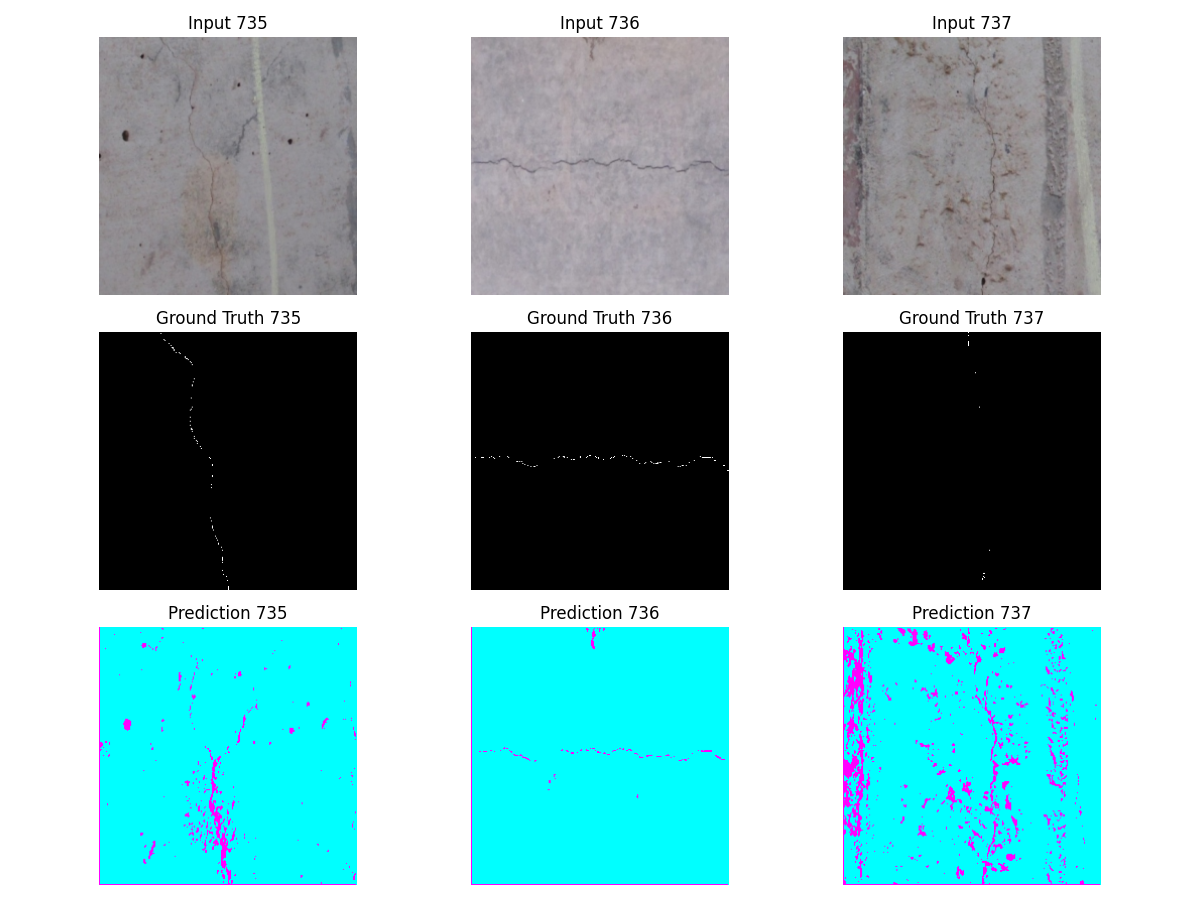 Input 735
Input 736
Input 737
Ground Truth 735
Ground Truth 736
Ground Truth 737
Prediction 735
Prediction 736
Prediction 737